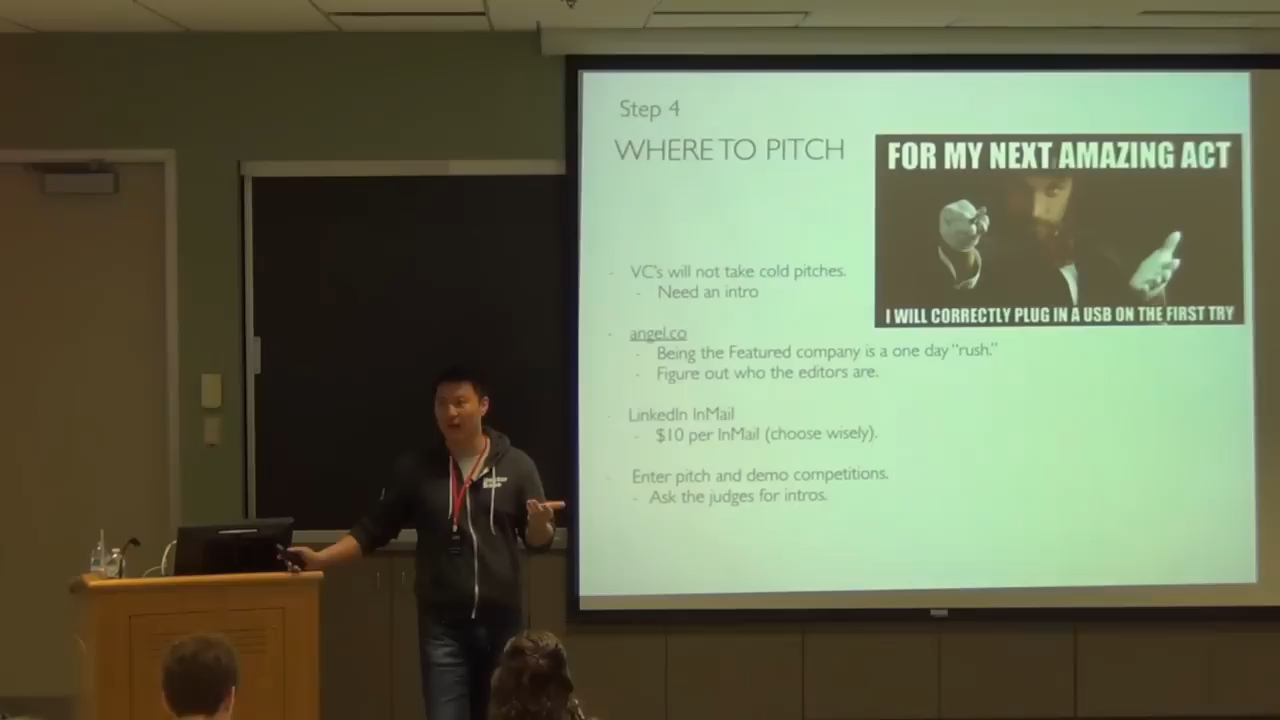 Step 4
WHERE TO PITCH
FOR MY NEXT AMAZING ACT
I WILL CORRECTLY PLUG IN A USB ON THE FIRST TRY
- VC's will not take cold pitches.
- Need an intro
- angel.co
- Being the Featured company is a one day "rush."
- Figure out who the editors are.
- LinkedIn InMail
- $10 per InMail (choose wisely).
- Enter pitch and demo competitions.
- Ask the judges for intros.